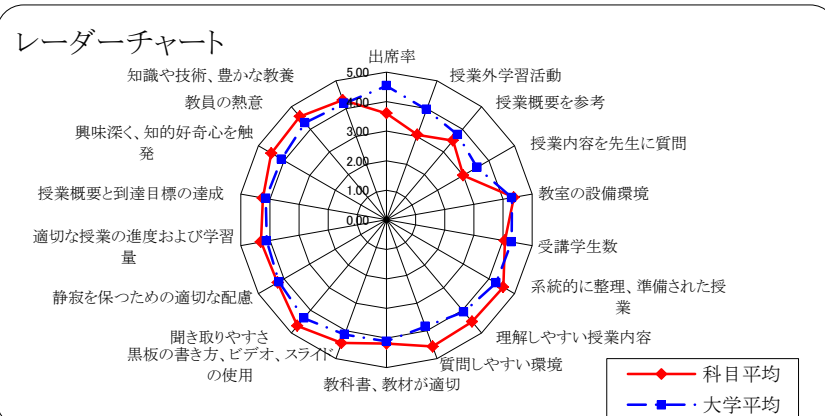 レーダーチャート
出席率
授業外学習活動
授業概要を参考
授業内容を先生に質問
教室の設備環境
受講学生数
系統的に整理、準備された授
業
理解しやすい授業内容
質問しやすい環境
教科書、教材が適切
黒板の書き方、ビデオ、スライド
の使用
聞き取りやすさ
静寂を保つための適切な配慮
適切な授業の進度および学習
量
授業概要と到達目標の達成
興味深く、知的好奇心を触
発
教員の熱意
知識や技術、豊かな教養
5.00
4.00
3.00
2.00
1.00
0.00
科目平均
大学平均